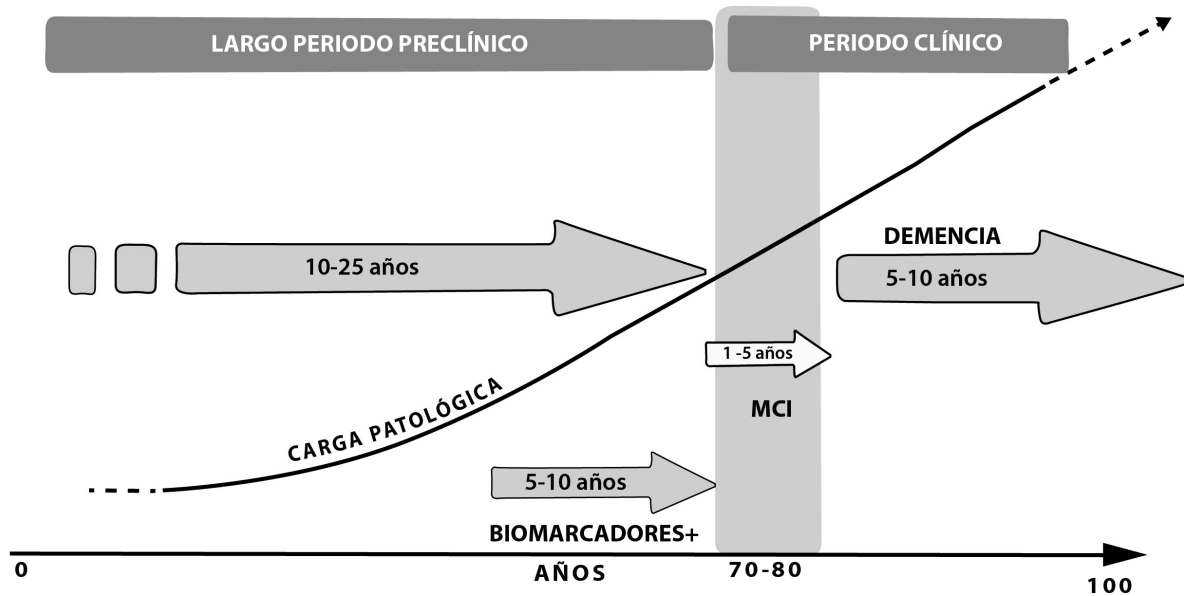 LARGO PERIODO PRECLÍNICO
PERIODO CLÍNICO
DEMENCIA
10-25 años
5-10 años
1 -5 años
MCI
CARGA PATOLÓGICA
5-10 años
BIOMARCADORES+
0
AÑOS
70-80
100